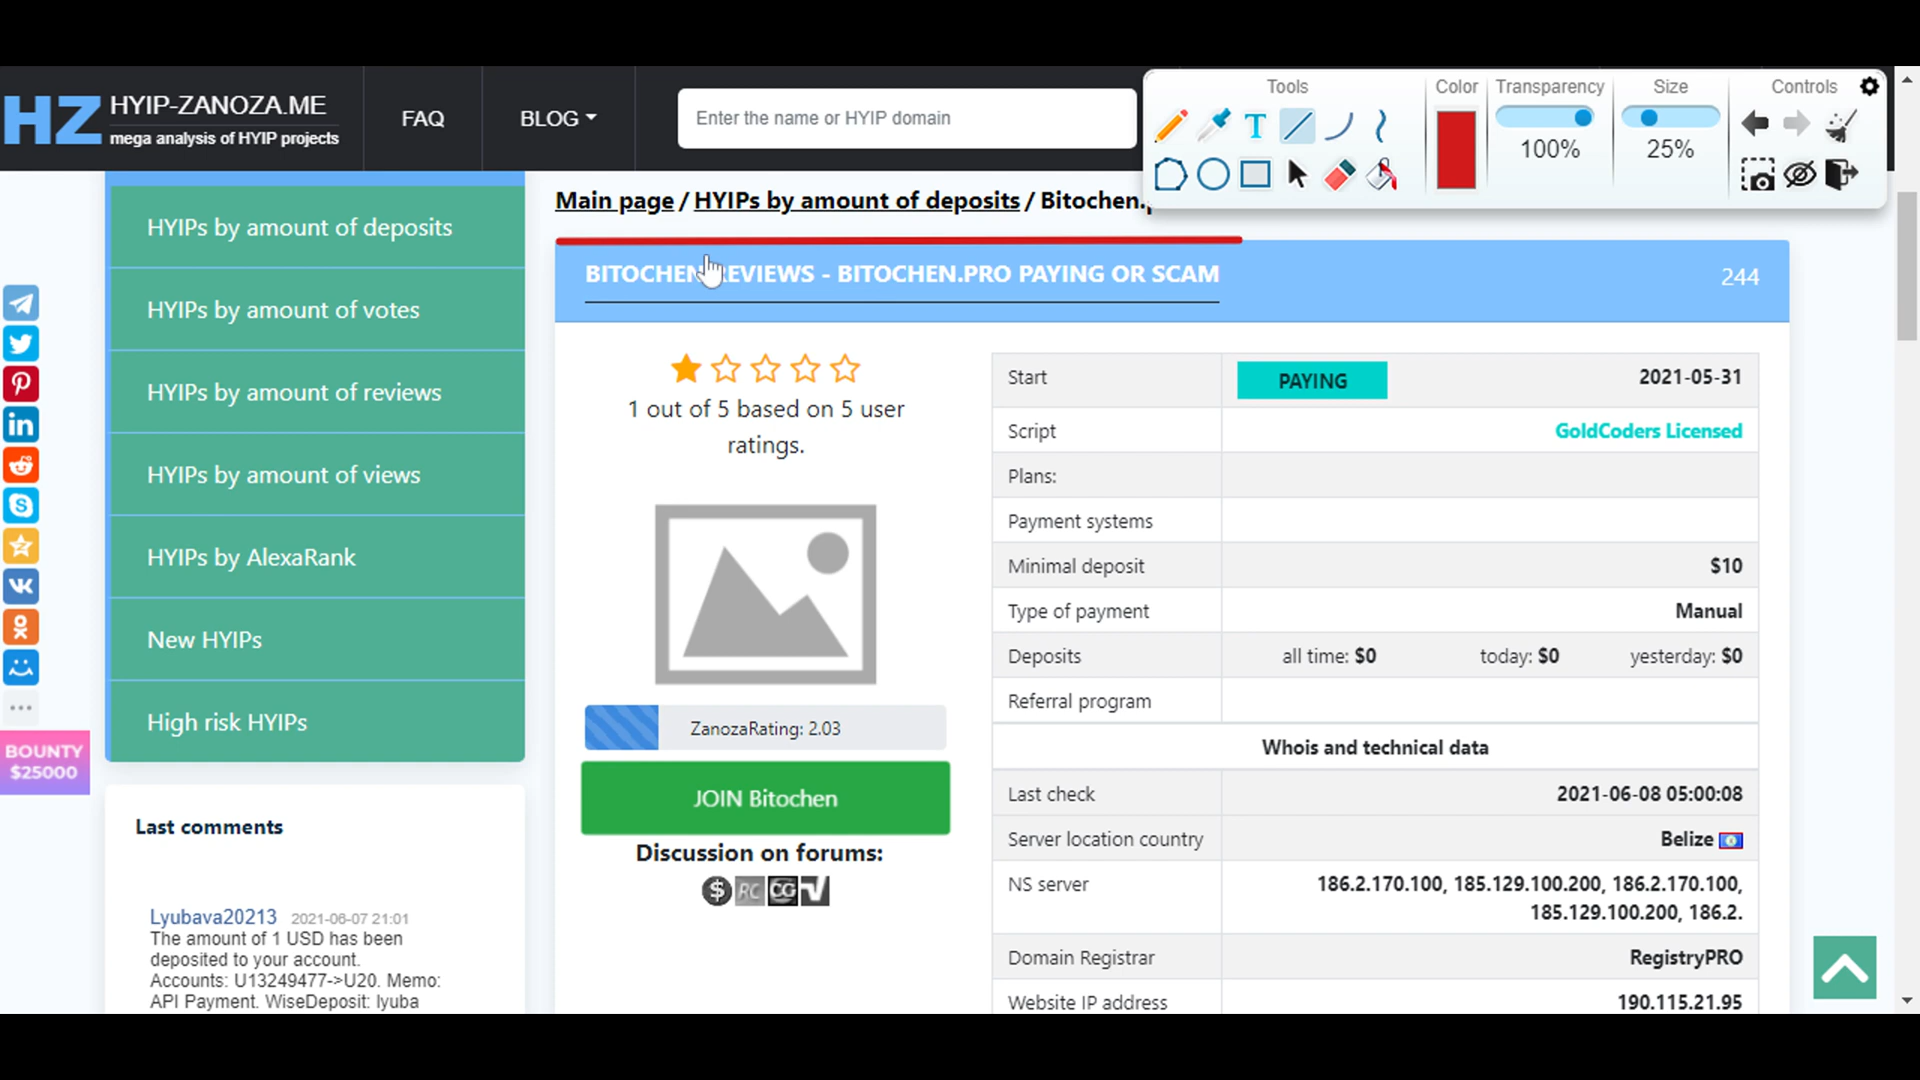 HZ HYIP-ZANOZA.ME
mega analysis of HYIP projects
FAQ
BLOG
Enter the name or HYIP domain
Tools
Color
Transparency
Size
Controls
T
100%
25%
Main page / HYIPs by amount of deposits / Bitochen.
HYIPs by amount of deposits
HYIPs by amount of votes
HYIPs by amount of reviews
HYIPs by amount of views
HYIPs by AlexaRank
New HYIPs
High risk HYIPs
BOUNTY
$25000
Last comments
Lyubava20213 2021-06-07 21:01
The amount of 1 USD has been
deposited to your account.
Accounts: U13249477->U20. Memo:
API Payment. WiseDeposit: lyuba
BITOCHEN REVIEWS - BITOCHEN.PRO PAYING OR SCAM
244
1 out of 5 based on 5 user
ratings.
ZanozaRating: 2.03
JOIN Bitochen
Discussion on forums:
$ RC CG
Start PAYING 2021-05-31
Script GoldCoders Licensed
Plans:
Payment systems
Minimal deposit $10
Type of payment Manual
Deposits all time: $0 today: $0 yesterday: $0
Referral program
Whois and technical data
Last check 2021-06-08 05:00:08
Server location country Belize
NS server 186.2.170.100, 185.129.100.200, 186.2.170.100,
185.129.100.200, 186.2.
Domain Registrar RegistryPRO
Website IP address 190.115.21.95